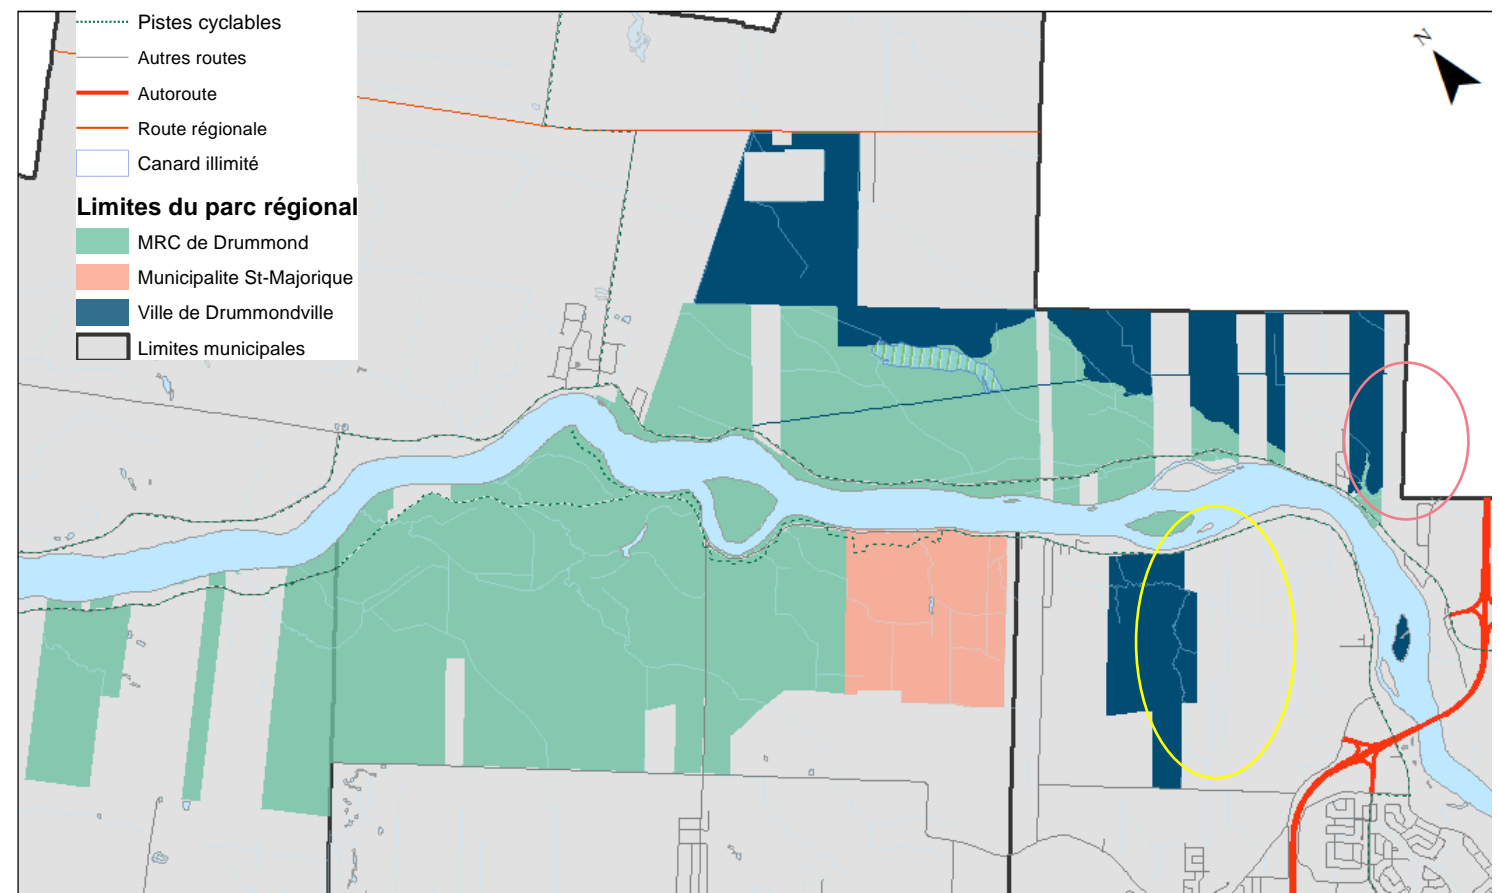 Pistes cyclables
Autres routes
Autoroute
Route régionale
Canard illimité
Limites du parc régional
MRC de Drummond
Municipalite St-Majorique
Ville de Drummondville
Limites municipales
N